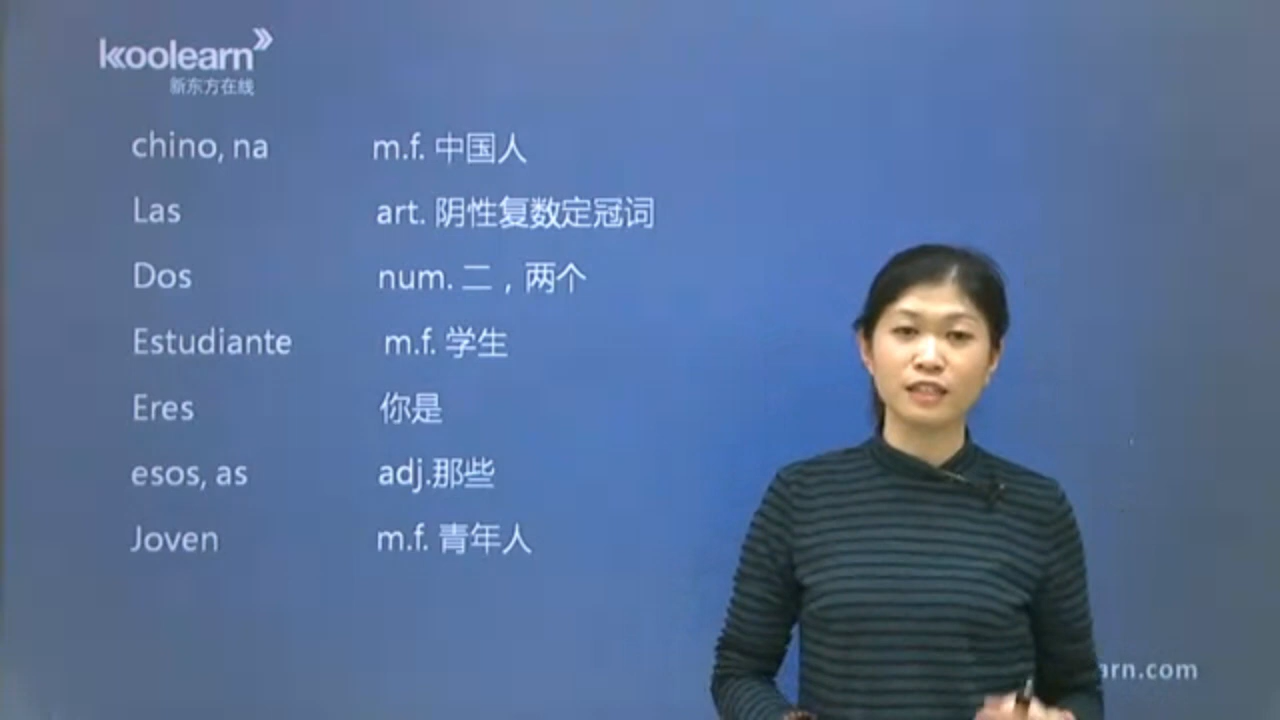 koolearn
新东方在线
chino, na m.f. 中国人
Las art. 阴性复数定冠词
Dos num. 二，两个
Estudiante m.f. 学生
Eres 你是
esos, as adj.那些
Joven m.f. 青年人
arn.com